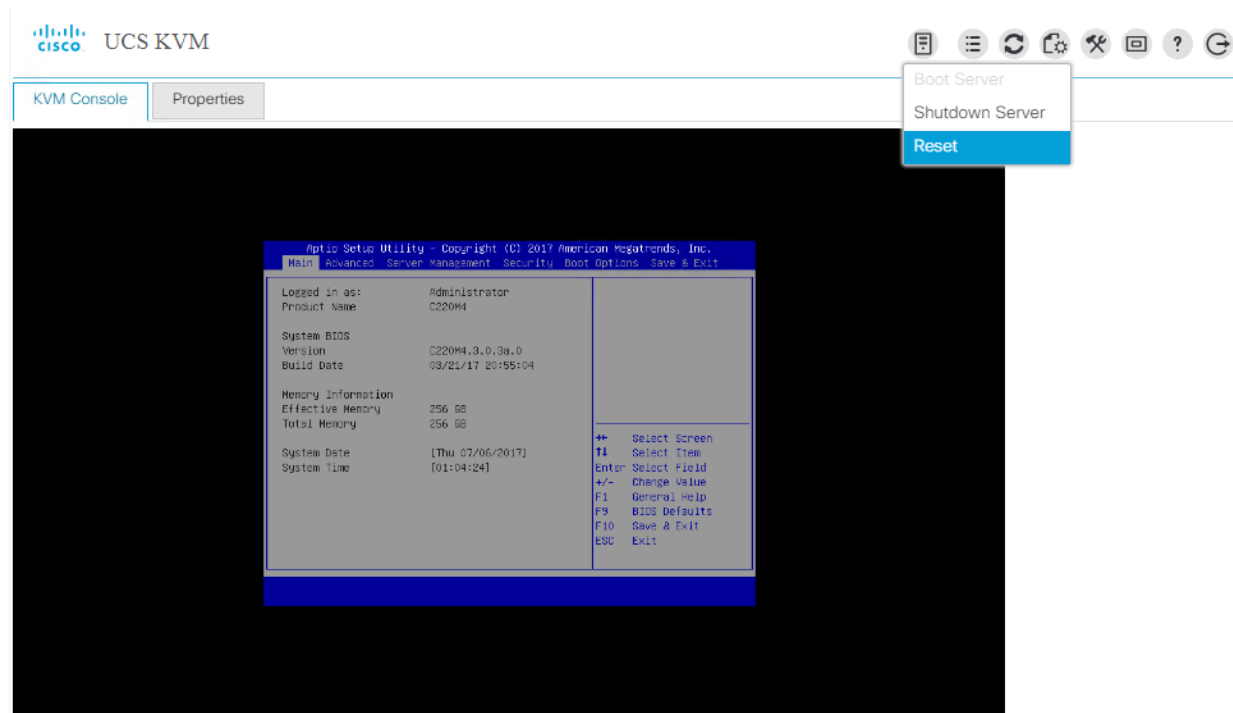 CISCO UCS KVM
?
Boot Server
Shutdown Server
Reset
KVM Console Properties
Aptio Setup Utility - Copyright (C) 2017 American Megatrends, Inc.
Main Advanced Server Management Security Boot Options Save & Exit
Logged in as: Administrator
Product Name C220M4
System BIOS
Version C220M4.3.0.3a.0
Build Date 03/21/17 20:55:04
Memory Information
Effective Memory 256 GB
Total Memory 256 GB
System Date [Thu 07/06/2017]
System Time [01:04:24]
→←: Select Screen
↑↓ Select Item
Enter Select Field
+/- Change Value
F1 General Help
F9 BIOS Defaults
F10 Save & Exit
ESC Exit